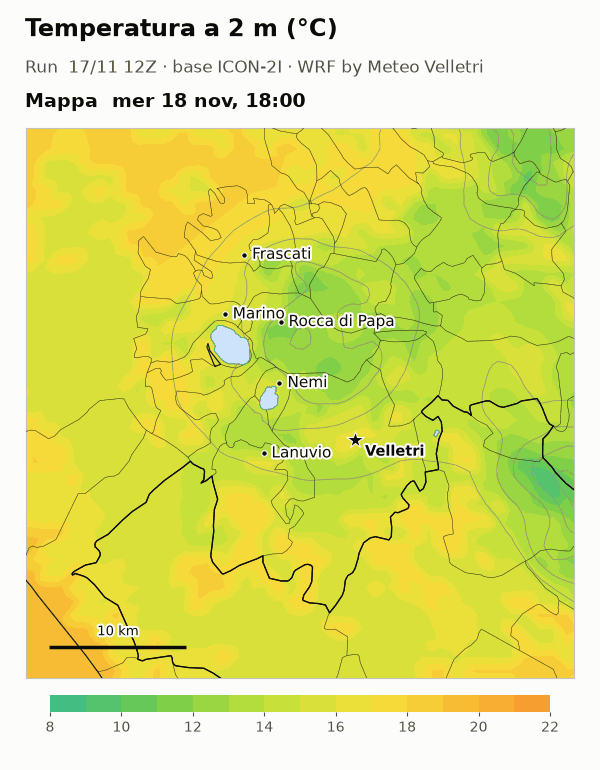 Temperatura a 2 m (°C)
Run  17/11 12Z · base ICON-2I · WRF by Meteo Velletri
Mappa  mer 18 nov, 18:00
Frascati
Marino
Rocca di Papa
Nemi
Velletri
Lanuvio
10 km
8 10 12 14 16 18 20 22